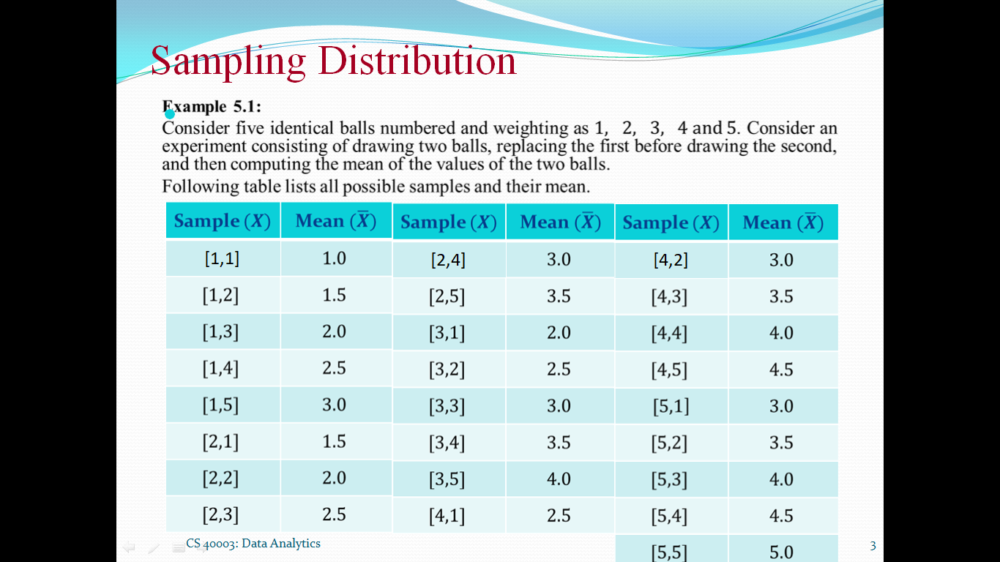 Sampling Distribution
Example 5.1:
Consider five identical balls numbered and weighting as 1, 2, 3, 4 and 5. Consider an
experiment consisting of drawing two balls, replacing the first before drawing the second,
and then computing the mean of the values of the two balls.
Following table lists all possible samples and their mean.
Sample (X) Mean (X̅) Sample (X) Mean (X̅) Sample (X) Mean (X̅)
[1,1] 1.0 [2,4] 3.0 [4,2] 3.0
[1,2] 1.5 [2,5] 3.5 [4,3] 3.5
[1,3] 2.0 [3,1] 2.0 [4,4] 4.0
[1,4] 2.5 [3,2] 2.5 [4,5] 4.5
[1,5] 3.0 [3,3] 3.0 [5,1] 3.0
[2,1] 1.5 [3,4] 3.5 [5,2] 3.5
[2,2] 2.0 [3,5] 4.0 [5,3] 4.0
[2,3] 2.5 [4,1] 2.5 [5,4] 4.5
[5,5] 5.0
CS 40003: Data Analytics 3